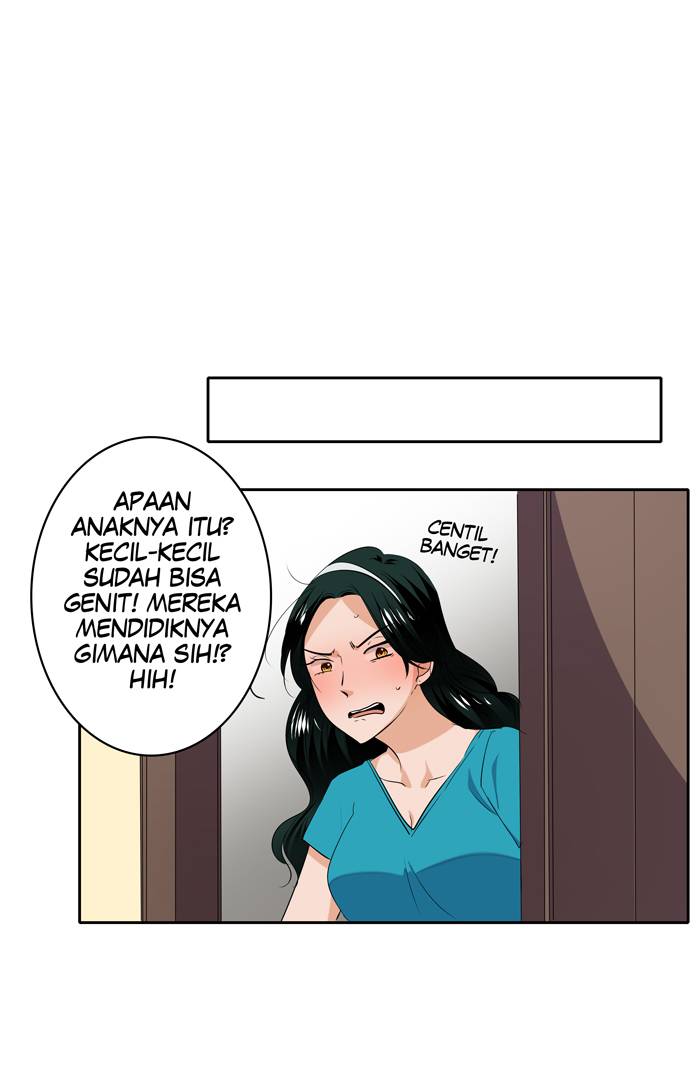 APAAN
ANAKNYA ITU?
KECIL-KECIL
SUDAH BISA
GENIT! MEREKA
MENDIDIKNYA
GIMANA SIH!?
HIH!
CENTIL
BANGET!